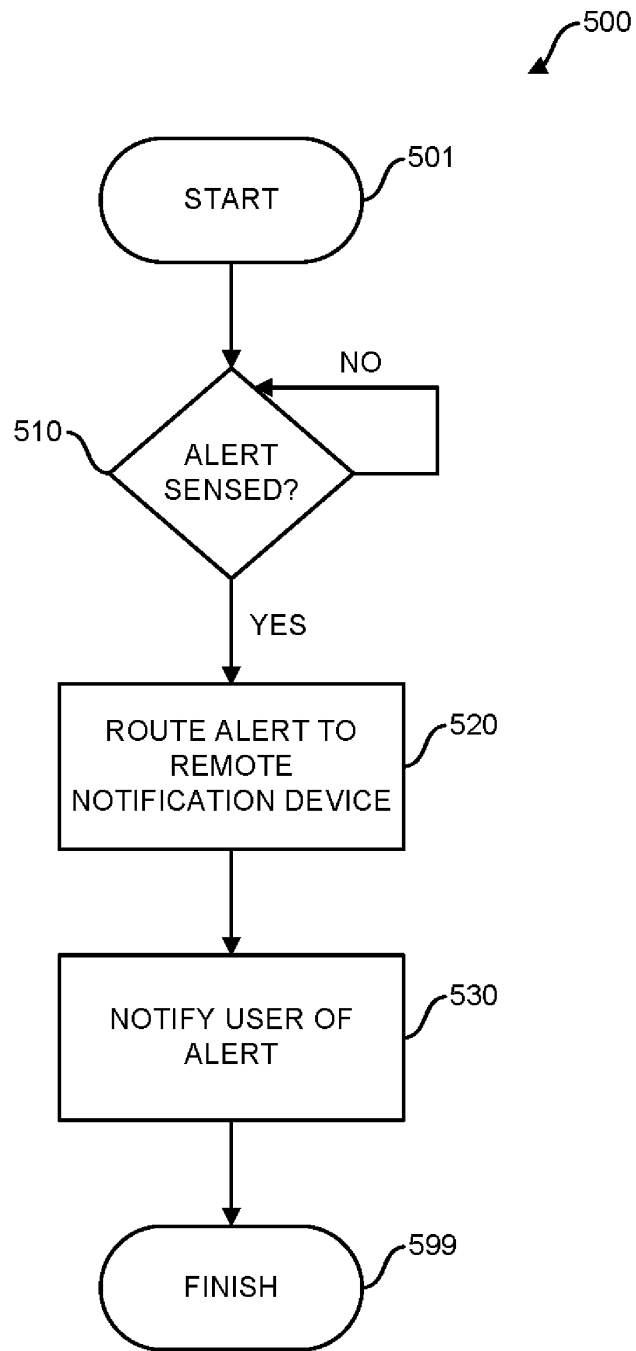 500
START
501
NO
510
ALERT
SENSED?
YES
ROUTE ALERT TO
REMOTE
NOTIFICATION DEVICE
520
NOTIFY USER OF
ALERT
530
FINISH
599